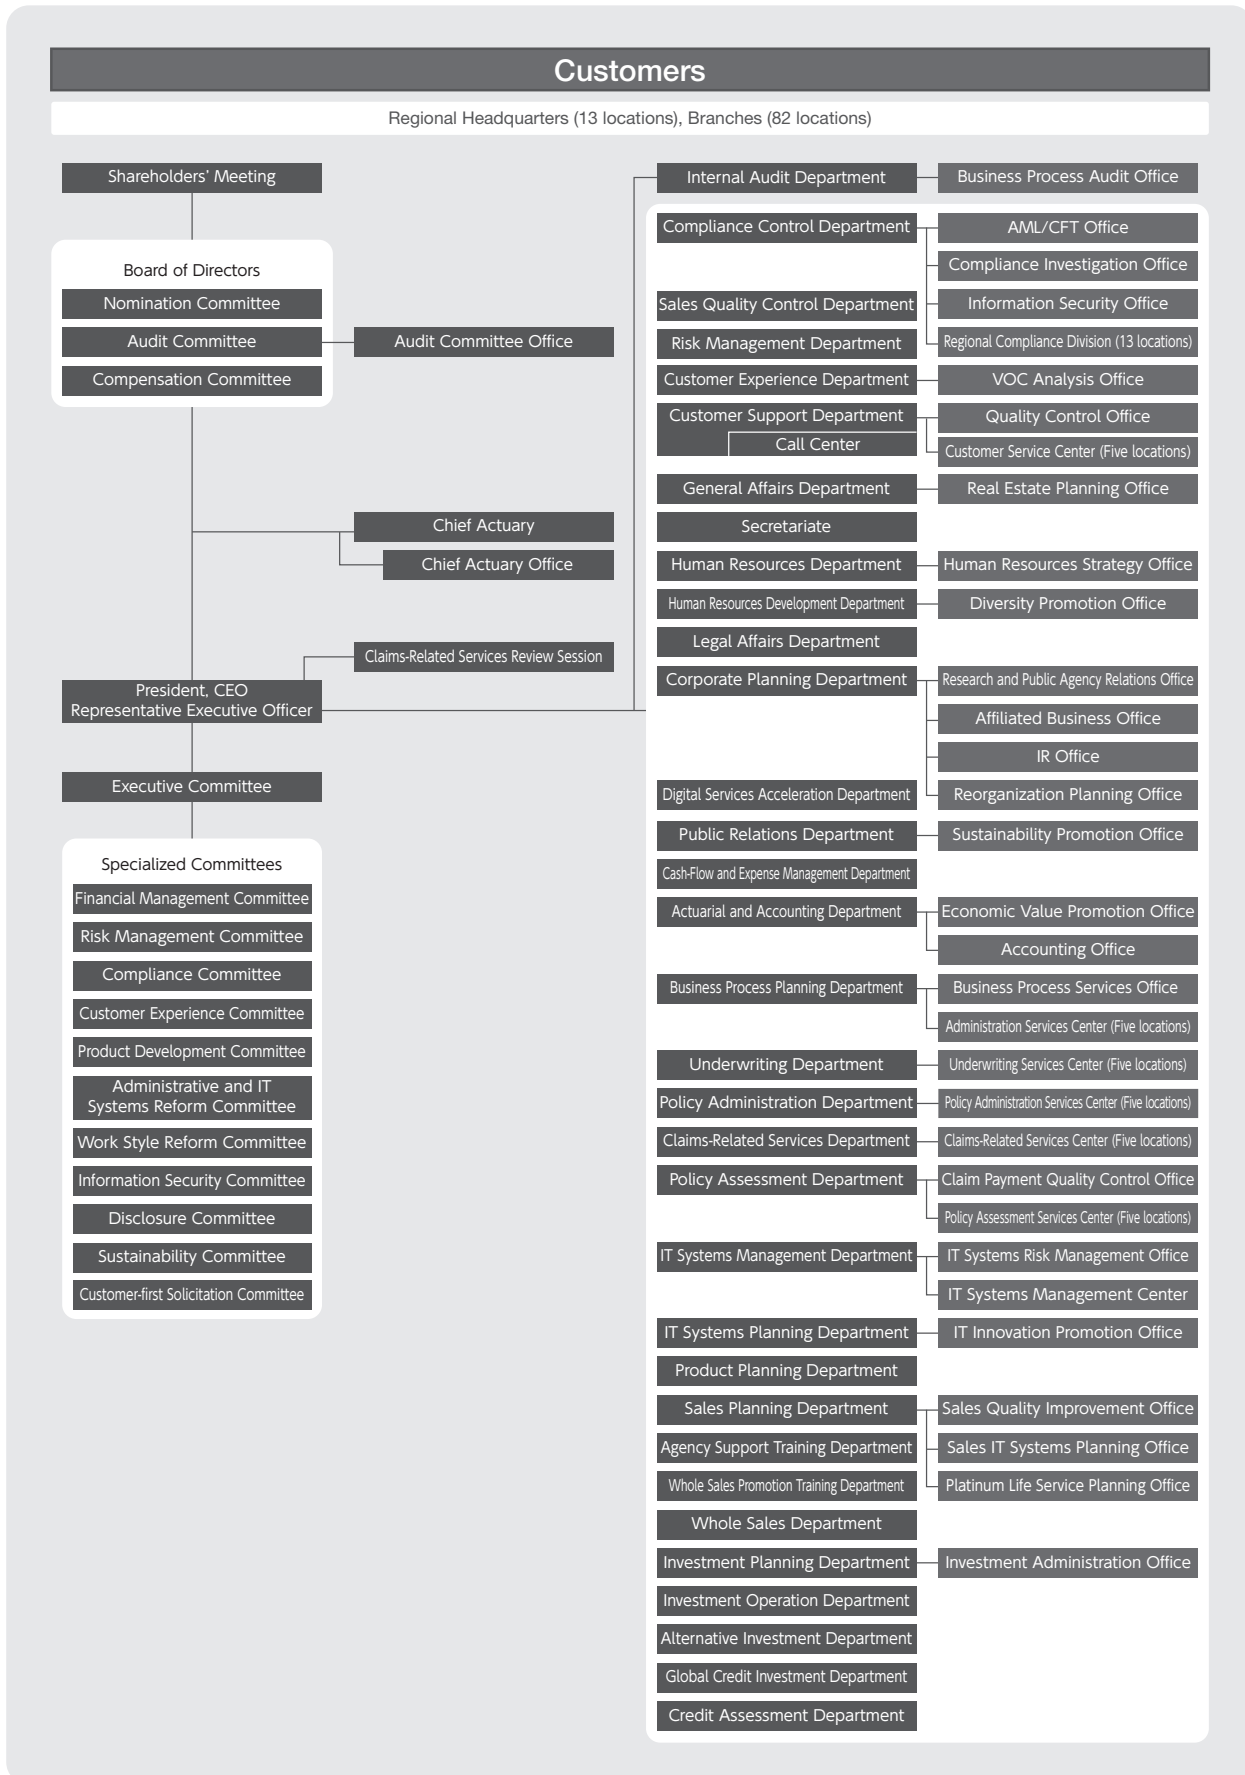 Customers
Regional Headquarters (13 locations), Branches (82 locations)
Shareholders' Meeting
Board of Directors
Nomination Committee
Audit Committee
Audit Committee Office
Compensation Committee
Chief Actuary
Chief Actuary Office
Claims-Related Services Review Session
President, CEO
Representative Executive Officer
Executive Committee
Specialized Committees
Financial Management Committee
Risk Management Committee
Compliance Committee
Customer Experience Committee
Product Development Committee
Administrative and IT
Systems Reform Committee
Work Style Reform Committee
Information Security Committee
Disclosure Committee
Sustainability Committee
Customer-first Solicitation Committee
Internal Audit Department
Business Process Audit Office
Compliance Control Department
AML/CFT Office
Compliance Investigation Office
Sales Quality Control Department
Information Security Office
Risk Management Department
Regional Compliance Division (13 locations)
Customer Experience Department
VOC Analysis Office
Customer Support Department
Quality Control Office
Call Center
Customer Service Center (Five locations)
General Affairs Department
Real Estate Planning Office
Secretariate
Human Resources Department
Human Resources Strategy Office
Human Resources Development Department
Diversity Promotion Office
Legal Affairs Department
Corporate Planning Department
Research and Public Agency Relations Office
Affiliated Business Office
IR Office
Digital Services Acceleration Department
Reorganization Planning Office
Public Relations Department
Sustainability Promotion Office
Cash-Flow and Expense Management Department
Actuarial and Accounting Department
Economic Value Promotion Office
Accounting Office
Business Process Planning Department
Business Process Services Office
Administration Services Center (Five locations)
Underwriting Department
Underwriting Services Center (Five locations)
Policy Administration Department
Policy Administration Services Center (Five locations)
Claims-Related Services Department
Claims-Related Services Center (Five locations)
Policy Assessment Department
Claim Payment Quality Control Office
Policy Assessment Services Center (Five locations)
IT Systems Management Department
IT Systems Risk Management Office
IT Systems Management Center
IT Systems Planning Department
IT Innovation Promotion Office
Product Planning Department
Sales Planning Department
Sales Quality Improvement Office
Agency Support Training Department
Sales IT Systems Planning Office
Whole Sales Promotion Training Department
Platinum Life Service Planning Office
Whole Sales Department
Investment Planning Department
Investment Administration Office
Investment Operation Department
Alternative Investment Department
Global Credit Investment Department
Credit Assessment Department